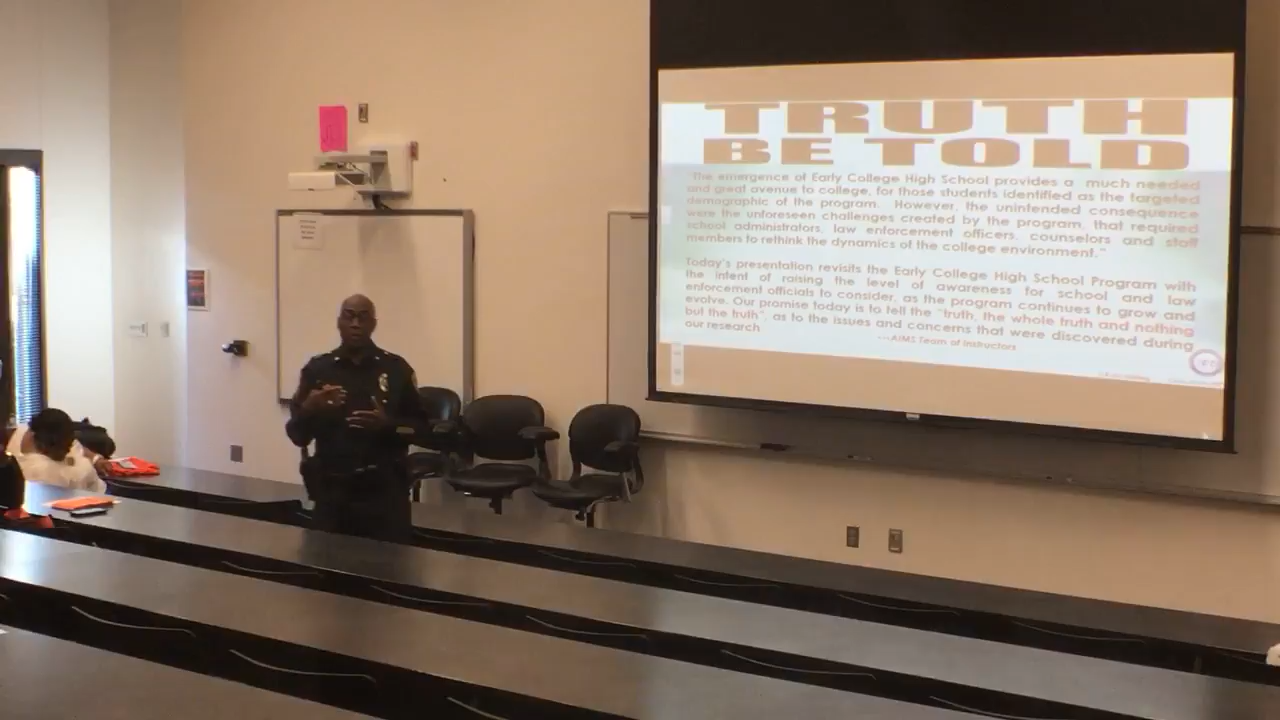 TRUTH
BE TOLD
"The emergence of Early College High School provides a much needed
and great avenue to college, for those students identified as the targeted
demographic of the program. However, the unintended consequence
were the unforeseen challenges created by the program, that required
school administrators, law enforcement officers, counselors and staff
members to rethink the dynamics of the college environment."
Today's presentation revisits the Early College High School Program with
the intent of raising the level of awareness for school and law
enforcement officials to consider, as the program continues to grow and
evolve. Our promise today is to tell the "truth, the whole truth and nothing
but the truth", as to the issues and concerns that were discovered during
our research
---AIMS Team of Instructors